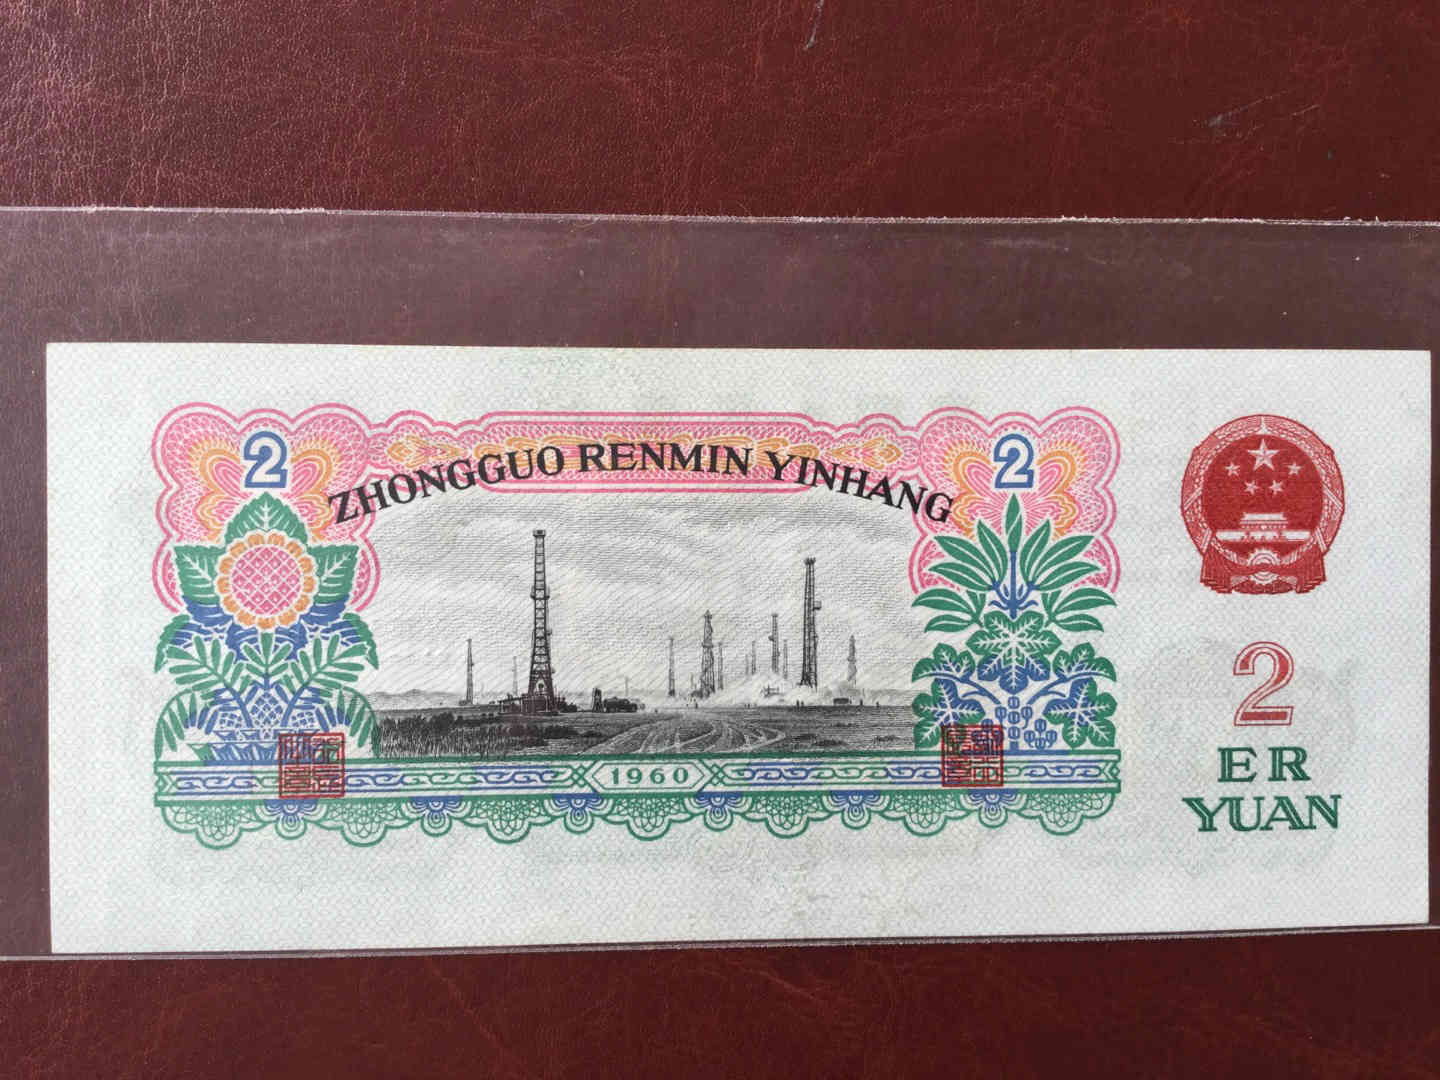 2
2
ZHONGGUO RENMIN YINHANG
1960
2
ER
YUAN